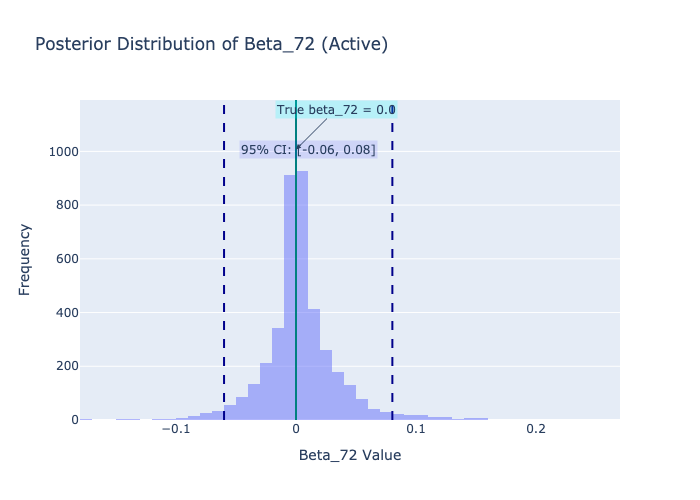 Posterior Distribution of Beta_72 (Active)
True beta_72 = 0.0
95% CI: [-0.06, 0.08]
1000
800
600
400
200
0
Frequency
−0.1
0
0.1
0.2
Beta_72 Value